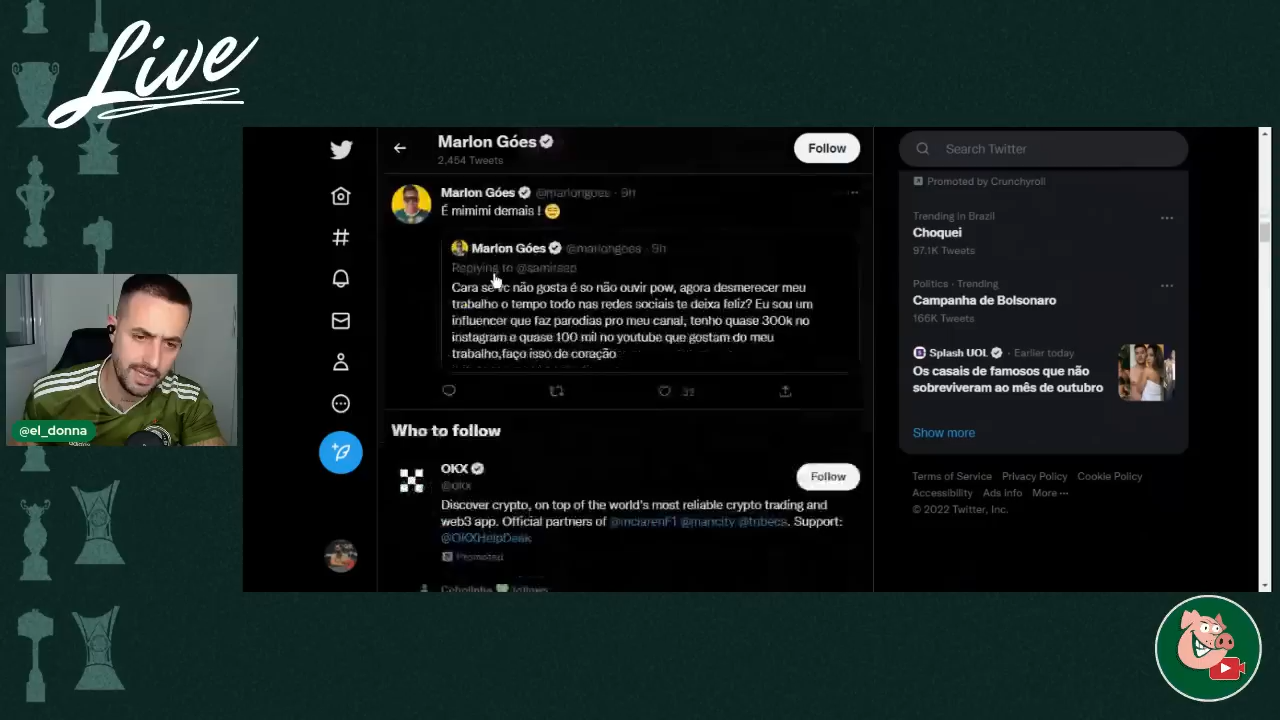 Live
@el_donna
Marlon Góes
2,454 Tweets
Follow
Marlon Góes @marlongoes · 9h
É mimimi demais !
Marlon Góes @marlongoes · 9h
Replying to
Cara se vc não gosta é so não ouvir pow, agora desmerecer meu
trabalho o tempo todo nas redes sociais te deixa feliz? Eu sou um
influencer que faz parodias pro meu canal, tenho quase 300k no
instagram e quase 100 mil no youtube que gostam do meu
trabalho,faço isso de coração
Who to follow
OKX
@okx
Follow
Discover crypto, on top of the world's most reliable crypto trading and
web3 app. Official partners of @mclarenF1 @mancity @tribeca. Support:
@OKXHelpDesk
Promoted
Search Twitter
Promoted by Crunchyroll
Trending in Brazil
Choquei
97.1K Tweets
Politics · Trending
Campanha de Bolsonaro
166K Tweets
Splash UOL · Earlier today
Os casais de famosos que não
sobreviveram ao mês de outubro
Show more
Terms of Service Privacy Policy Cookie Policy
Accessibility Ads info More ···
© 2022 Twitter, Inc.